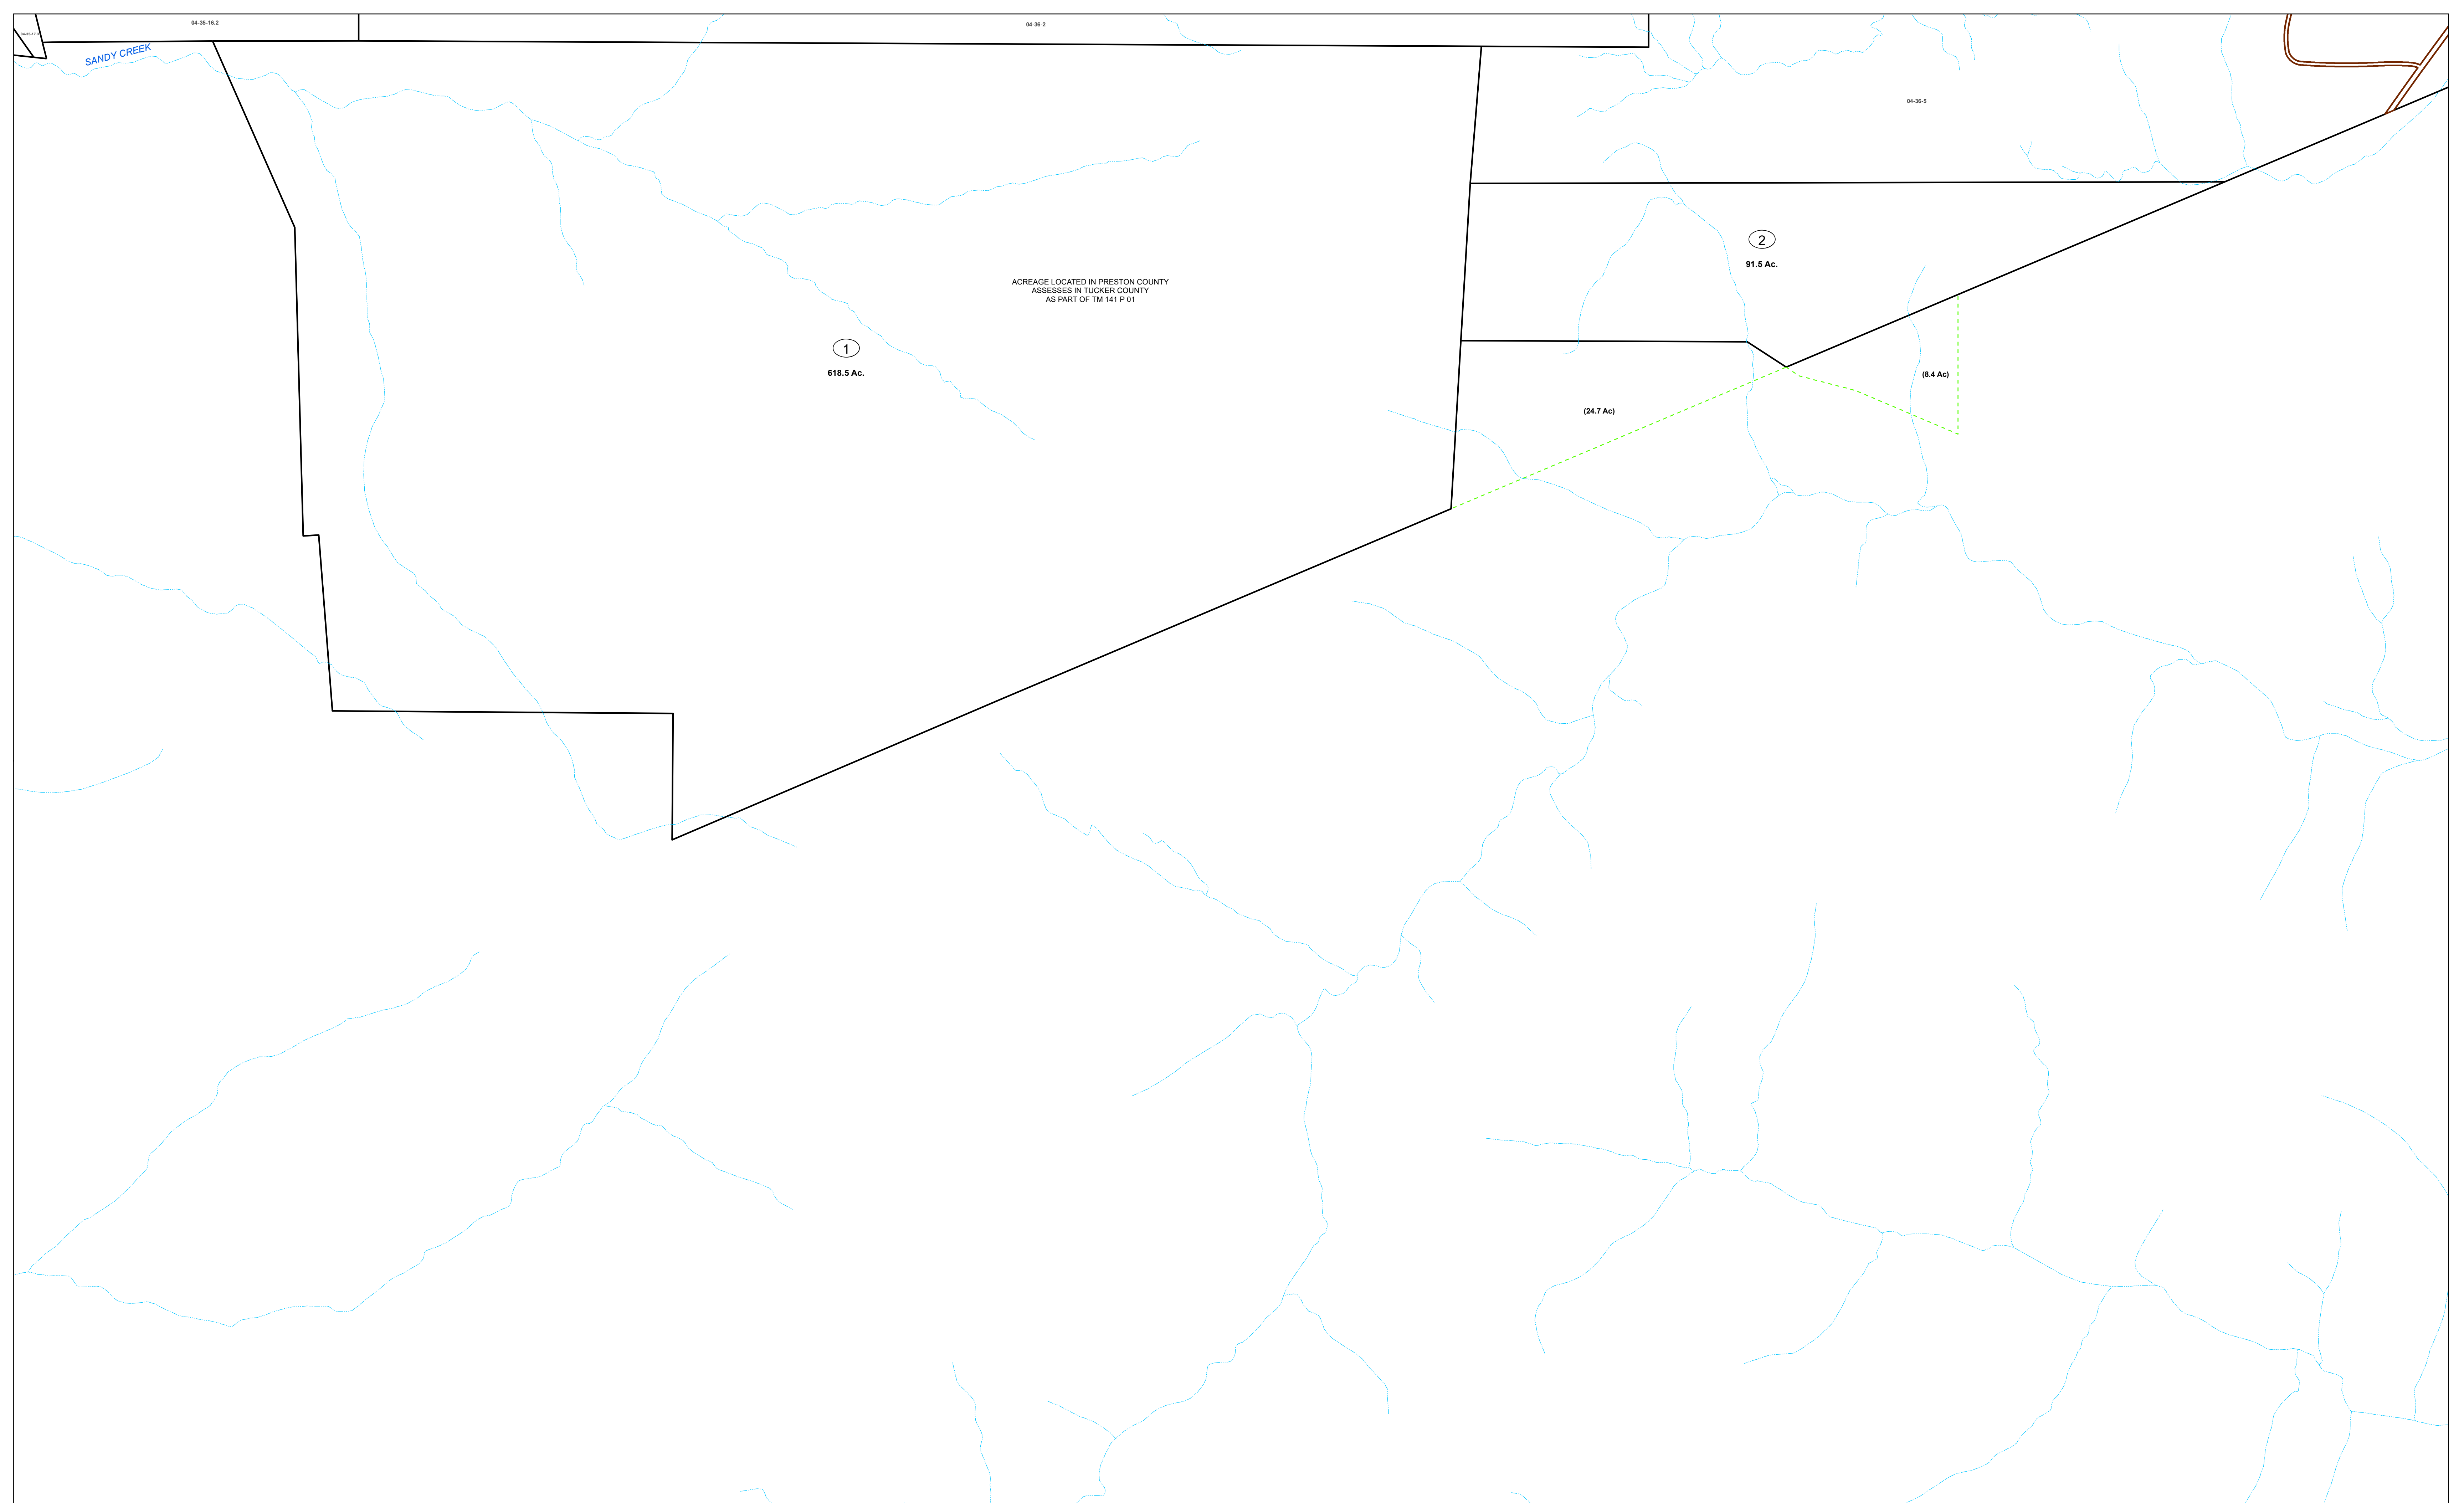 04-35-16.2
04-36-2
SANDY CREEK
04-36-5
2
91.5 Ac.
ACREAGE LOCATED IN PRESTON COUNTY
ASSESSES IN TUCKER COUNTY
AS PART OF TM 141 P 01
1
618.5 Ac.
(8.4 Ac)
(24.7 Ac)